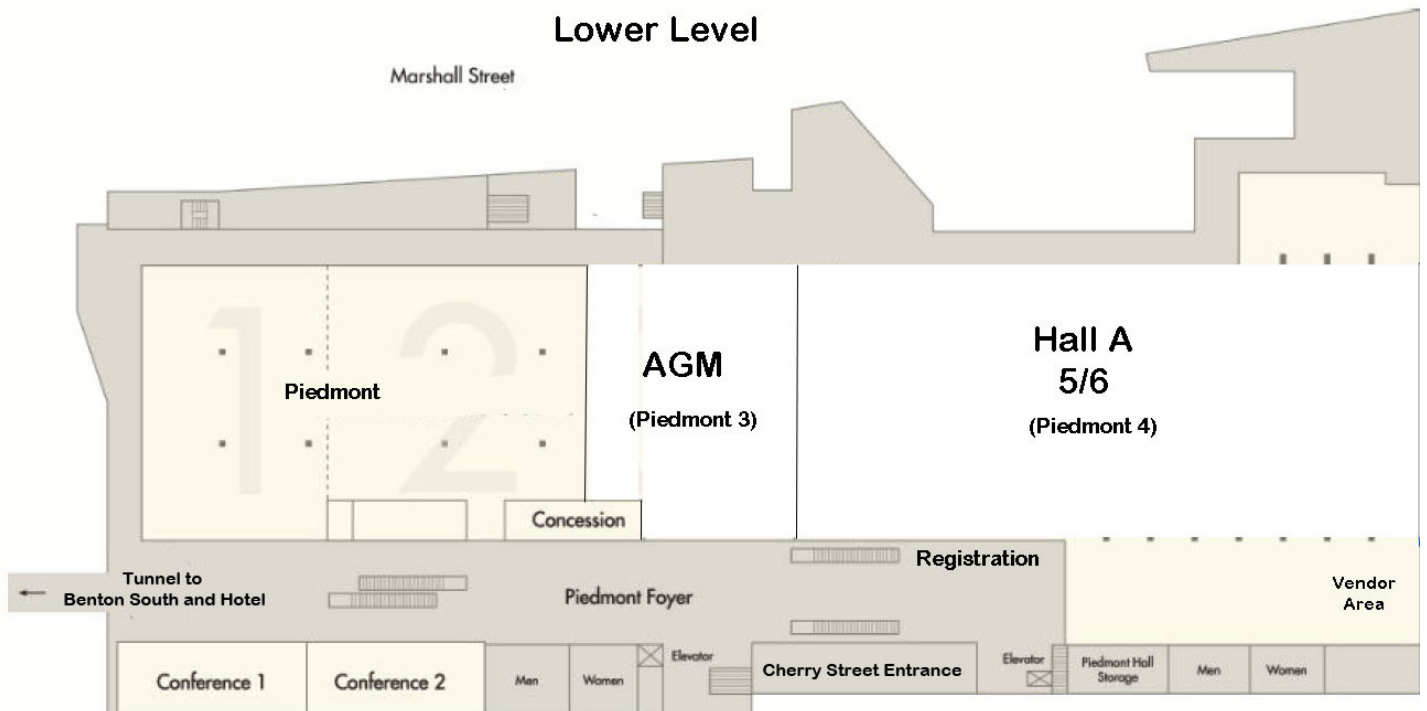 Lower Level
Marshall Street
1
2
Piedmont
AGM
(Piedmont 3)
Hall A
5/6
(Piedmont 4)
Concession
Registration
Tunnel to
Benton South and Hotel
Piedmont Foyer
Vendor
Area
Conference 1
Conference 2
Men
Women
Elevator
Cherry Street Entrance
Elevator
Piedmont Hall
Storage
Men
Women